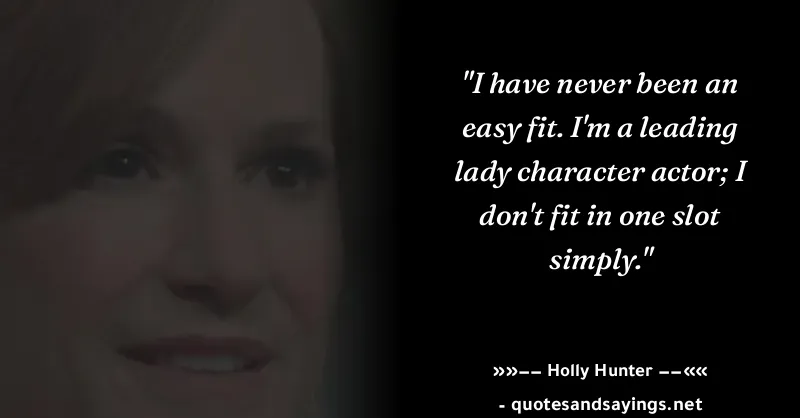 "I have never been an
easy fit. I'm a leading
lady character actor; I
don't fit in one slot
simply."
»»−− Holly Hunter −−««
- quotesandsayings.net